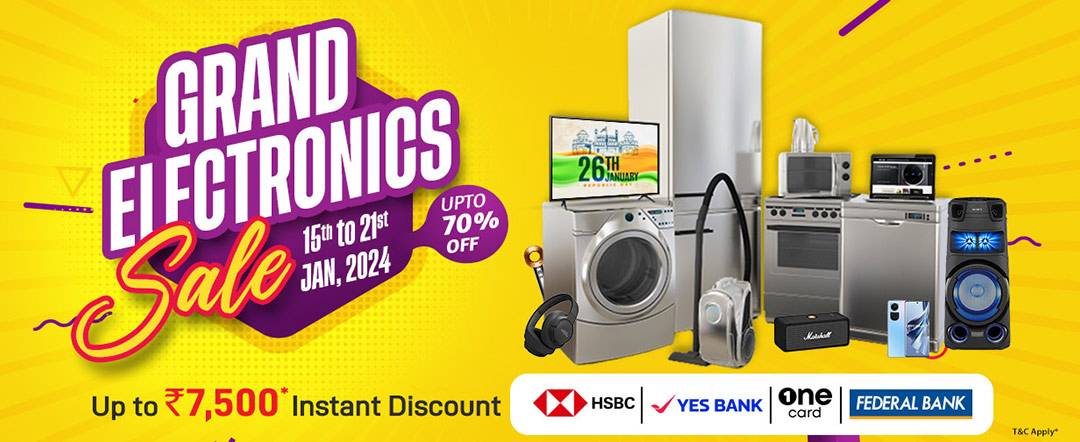 GRAND
ELECTRONICS
Sale
15th to 21st
JAN, 2024
UPTO
70%
OFF
26TH
JANUARY
REPUBLIC DAY
Marshall
Up to ₹7,500* Instant Discount
HSBC
YES BANK
one
card
FEDERAL BANK
T&C Apply*